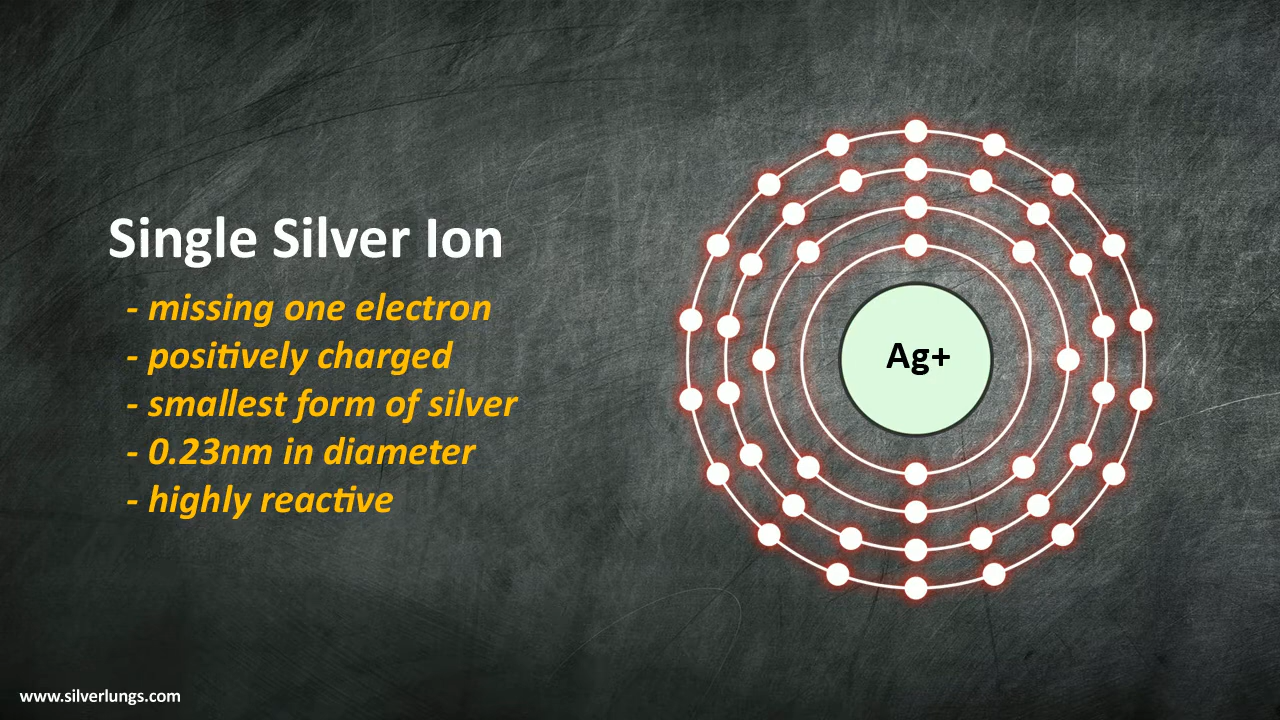 Single Silver Ion
- missing one electron
- positively charged
- smallest form of silver
- 0.23nm in diameter
- highly reactive
Ag+
www.silverlungs.com